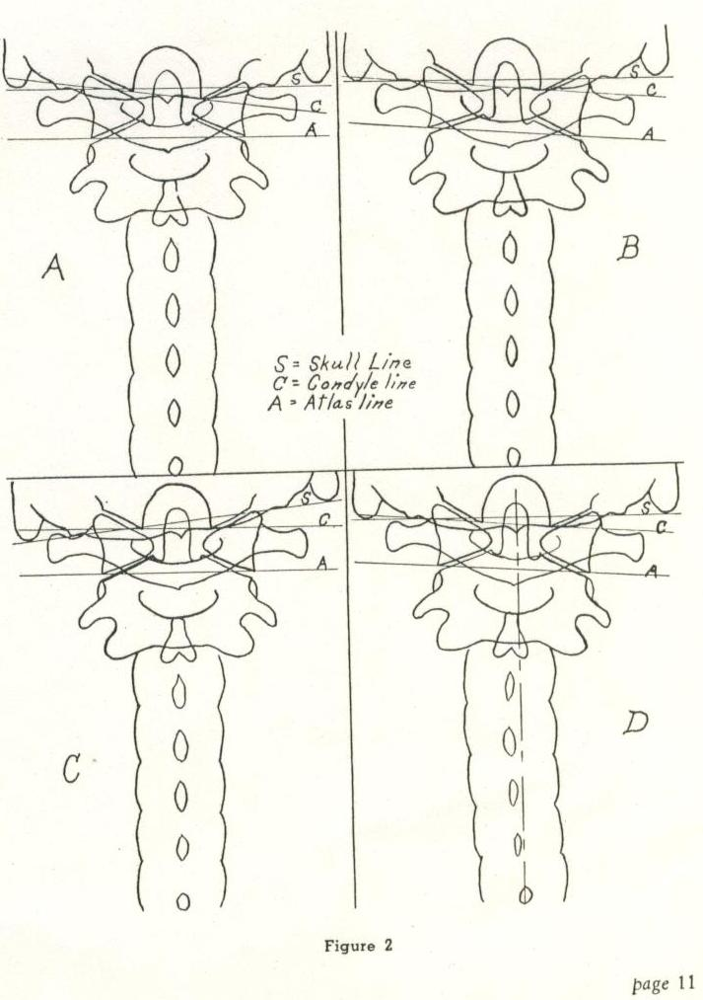 S
C
A
S
C
A
A
B
S = Skull Line
C = Condyle line
A = Atlas line
S
C
A
S
C
A
C
D
Figure 2
page 11